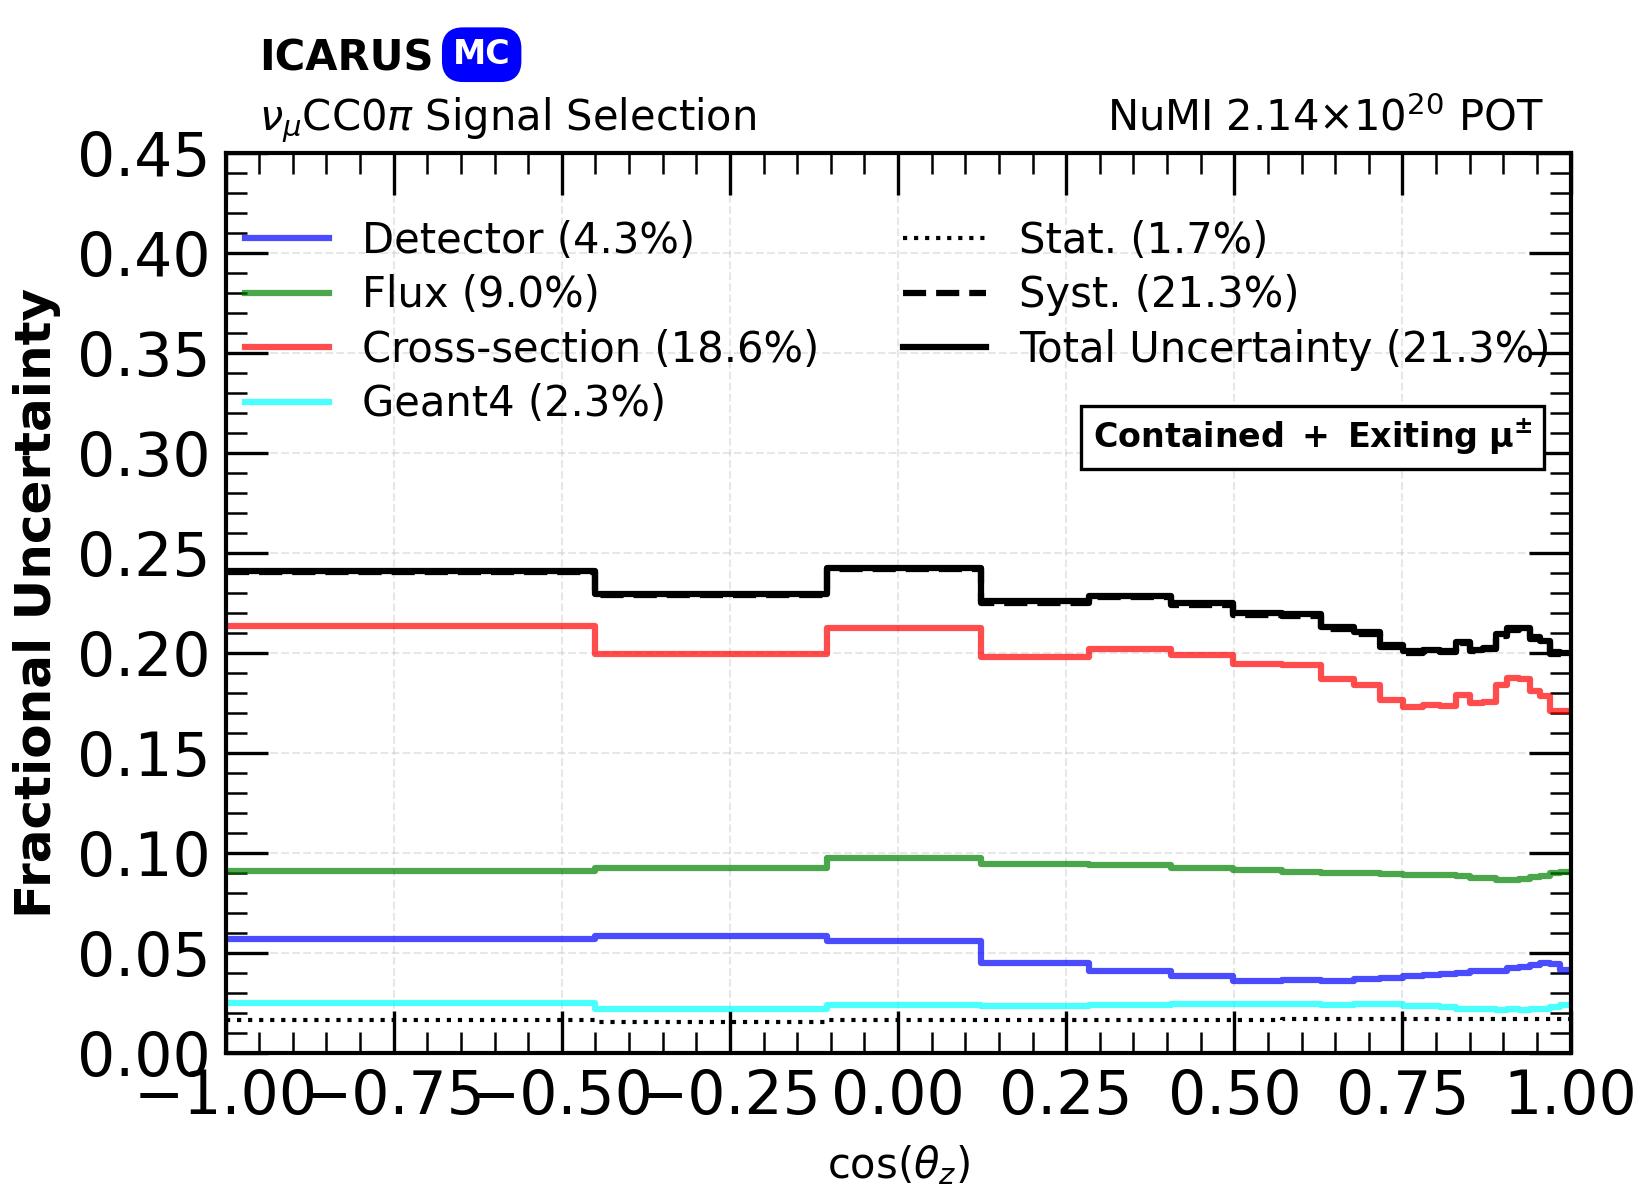 ICARUS MC
νμCC0π Signal Selection
NuMI 2.14×10²⁰ POT
0.45
0.40
0.35
0.30
0.25
0.20
0.15
0.10
0.05
0.00
Fractional Uncertainty
Detector (4.3%)
Flux (9.0%)
Cross-section (18.6%)
Geant4 (2.3%)
Stat. (1.7%)
Syst. (21.3%)
Total Uncertainty (21.3%)
Contained + Exiting μ±
−1.00 −0.75 −0.50 −0.25 0.00 0.25 0.50 0.75 1.00
cos(θz)